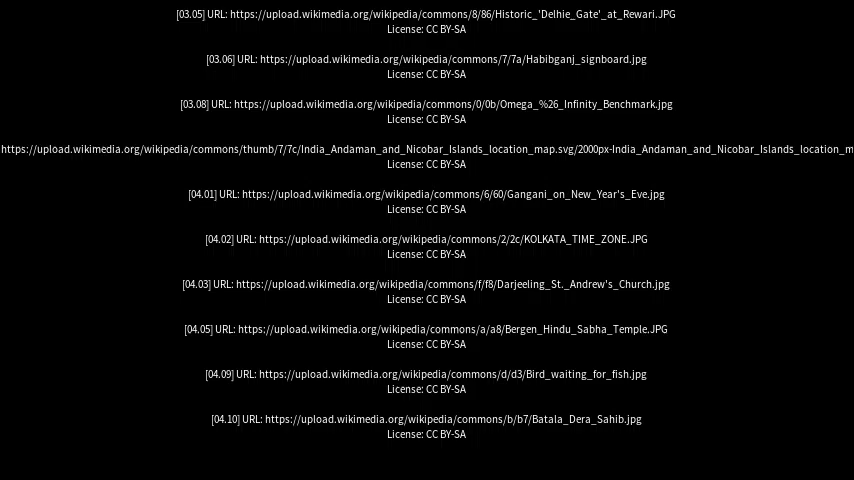 [03.05] URL: https://upload.wikimedia.org/wikipedia/commons/8/86/Historic_'Delhie_Gate'_at_Rewari.JPG
License: CC BY-SA
[03.06] URL: https://upload.wikimedia.org/wikipedia/commons/7/7a/Habibganj_signboard.jpg
License: CC BY-SA
[03.08] URL: https://upload.wikimedia.org/wikipedia/commons/0/0b/Omega_%26_Infinity_Benchmark.jpg
License: CC BY-SA
https://upload.wikimedia.org/wikipedia/commons/thumb/7/7c/India_Andaman_and_Nicobar_Islands_location_map.svg/2000px-India_Andaman_and_Nicobar_Islands_location_m
License: CC BY-SA
[04.01] URL: https://upload.wikimedia.org/wikipedia/commons/6/60/Gangani_on_New_Year's_Eve.jpg
License: CC BY-SA
[04.02] URL: https://upload.wikimedia.org/wikipedia/commons/2/2c/KOLKATA_TIME_ZONE.JPG
License: CC BY-SA
[04.03] URL: https://upload.wikimedia.org/wikipedia/commons/f/f8/Darjeeling_St._Andrew's_Church.jpg
License: CC BY-SA
[04.05] URL: https://upload.wikimedia.org/wikipedia/commons/a/a8/Bergen_Hindu_Sabha_Temple.JPG
License: CC BY-SA
[04.09] URL: https://upload.wikimedia.org/wikipedia/commons/d/d3/Bird_waiting_for_fish.jpg
License: CC BY-SA
[04.10] URL: https://upload.wikimedia.org/wikipedia/commons/b/b7/Batala_Dera_Sahib.jpg
License: CC BY-SA